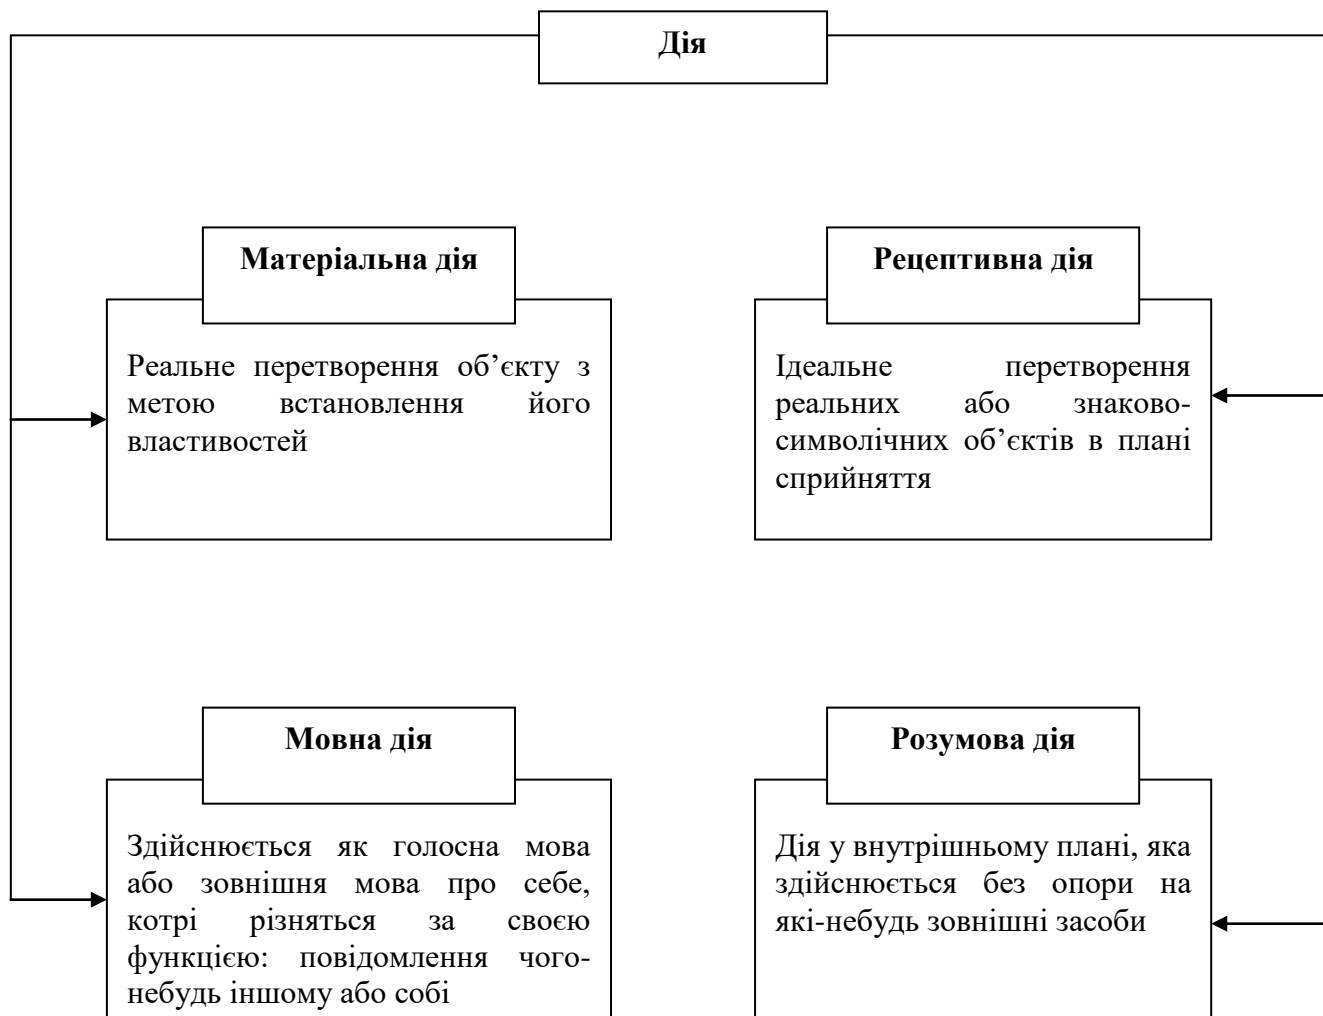 Дія
Матеріальна дія
Реальне перетворення об’єкту з
метою встановлення його
властивостей
Рецептивна дія
Ідеальне перетворення
реальних або знаково-
символічних об’єктів в плані
сприйняття
Мовна дія
Здійснюється як голосна мова
або зовнішня мова про себе,
котрі різняться за своєю
функцією: повідомлення чого-
небудь іншому або собі
Розумова дія
Дія у внутрішньому плані, яка
здійснюється без опори на
які-небудь зовнішні засоби